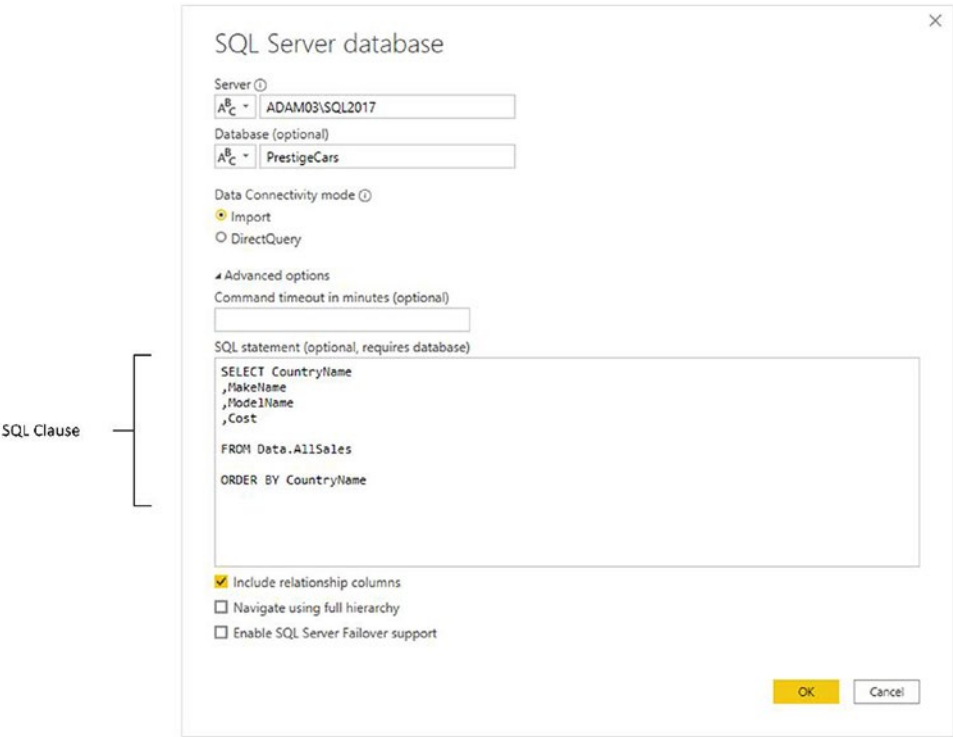 SQL Server database
Server
ABC
ADAM03\SQL2017
Database (optional)
ABC
PrestigeCars
Data Connectivity mode
Import
DirectQuery
Advanced options
Command timeout in minutes (optional)
SQL statement (optional, requires database)
SELECT CountryName
,MakeName
,ModelName
,Cost
FROM Data.AllSales
ORDER BY CountryName
SQL Clause
Include relationship columns
Navigate using full hierarchy
Enable SQL Server Failover support
OK
Cancel